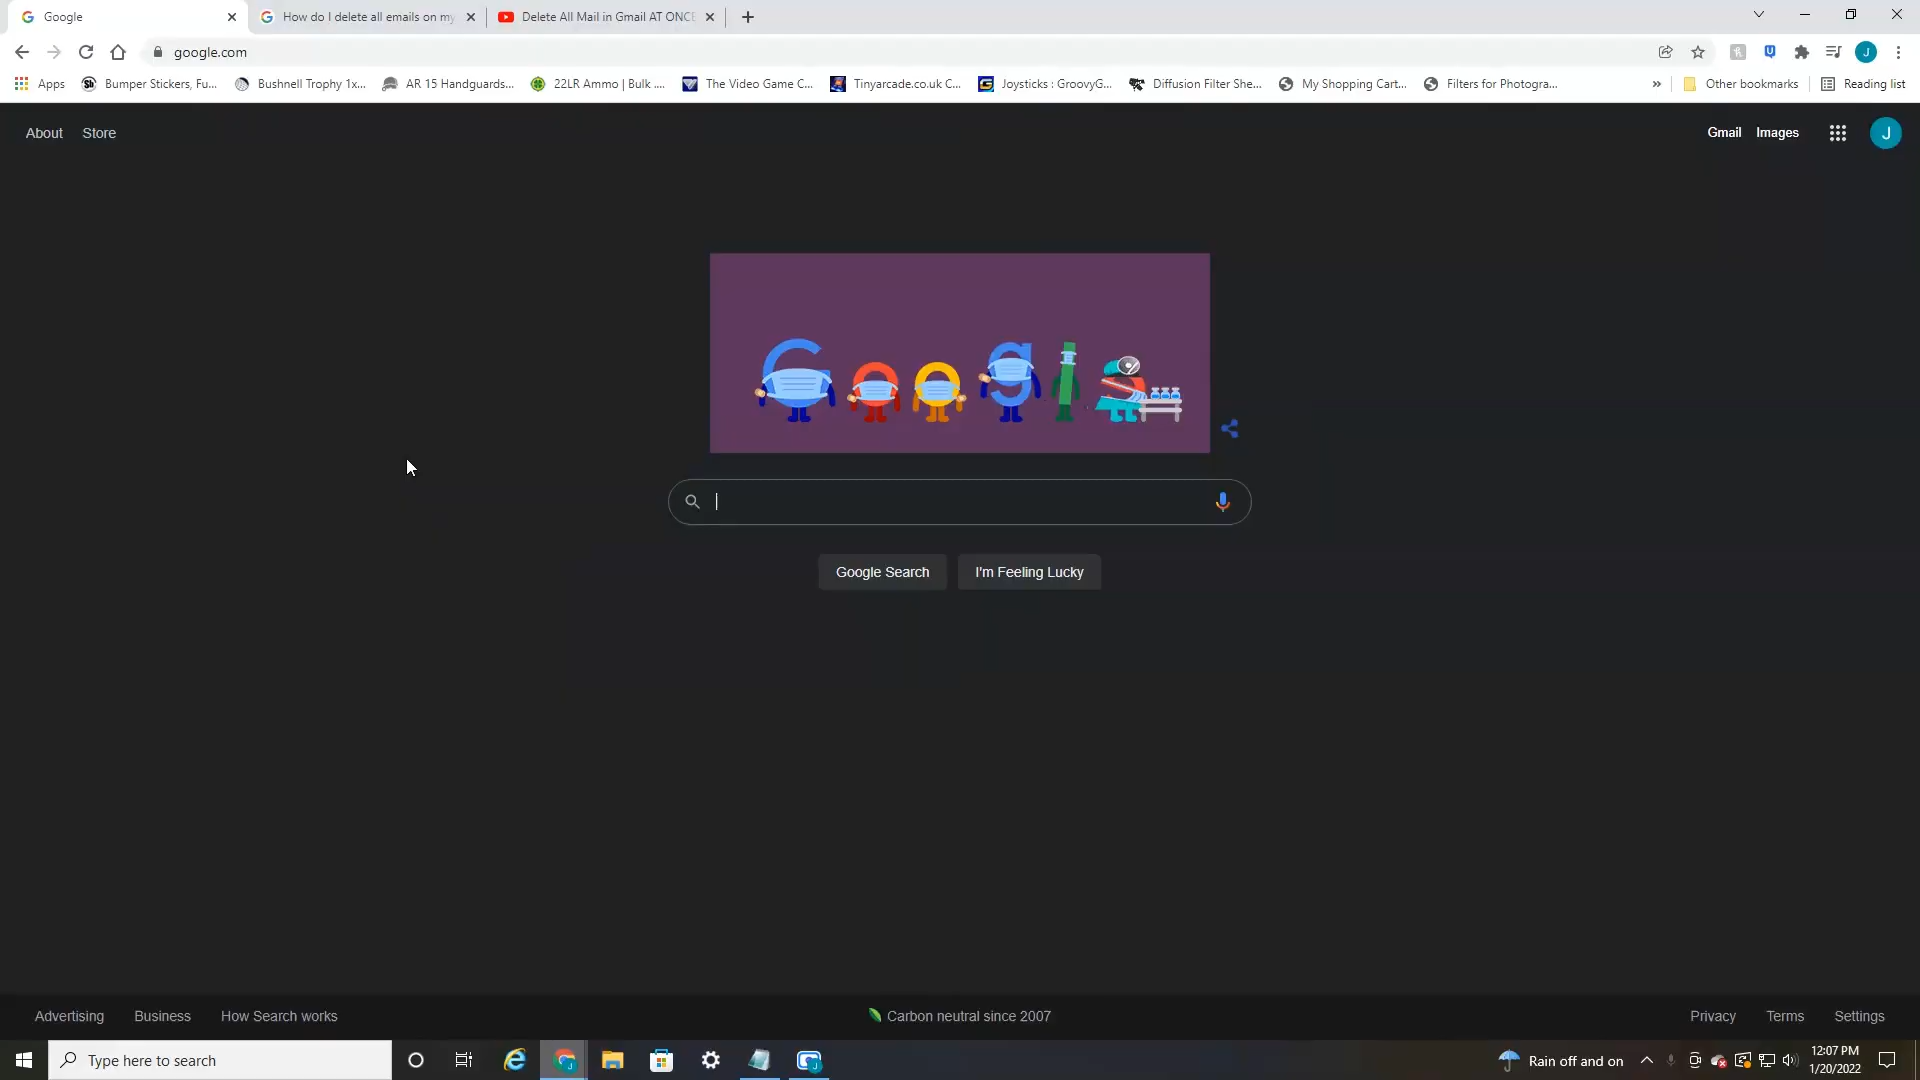 Google
How do I delete all emails on my
Delete All Mail in Gmail AT ONCE
google.com
J
Apps
Bumper Stickers, Fu...
Bushnell Trophy 1x...
AR 15 Handguards...
22LR Ammo | Bulk ....
The Video Game C...
Tinyarcade.co.uk C...
Joysticks : GroovyG...
Diffusion Filter She...
My Shopping Cart...
Filters for Photogra...
»
Other bookmarks
Reading list
About
Store
Gmail
Images
J
Google
Google Search
I'm Feeling Lucky
Advertising
Business
How Search works
Carbon neutral since 2007
Privacy
Terms
Settings
Type here to search
Rain off and on
12:07 PM
1/20/2022